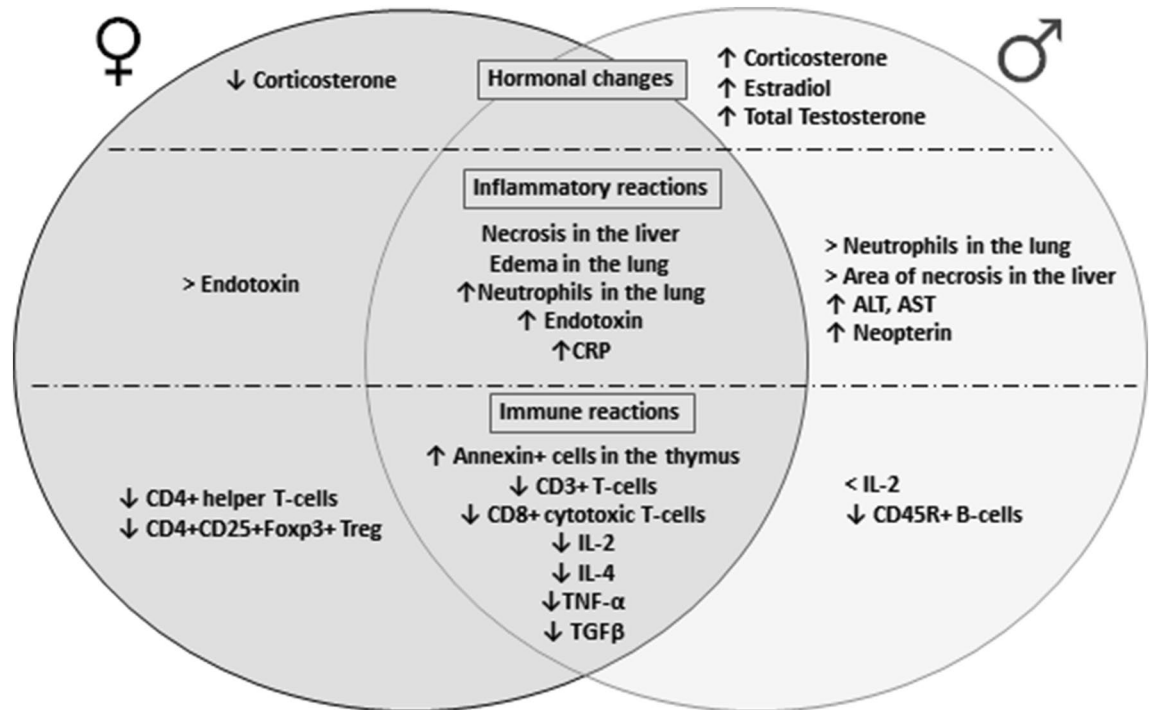 ♀
♂
Hormonal changes
↓ Corticosterone
↑ Corticosterone
↑ Estradiol
↑ Total Testosterone
Inflammatory reactions
> Endotoxin
Necrosis in the liver
Edema in the lung
↑Neutrophils in the lung
↑ Endotoxin
↑CRP
> Neutrophils in the lung
> Area of necrosis in the liver
↑ ALT, AST
↑ Neopterin
Immune reactions
↓ CD4+ helper T-cells
↓ CD4+CD25+Foxp3+ Treg
↑ Annexin+ cells in the thymus
↓ CD3+ T-cells
↓ CD8+ cytotoxic T-cells
↓ IL-2
↓ IL-4
↓TNF-α
↓ TGFβ
< IL-2
↓ CD45R+ B-cells